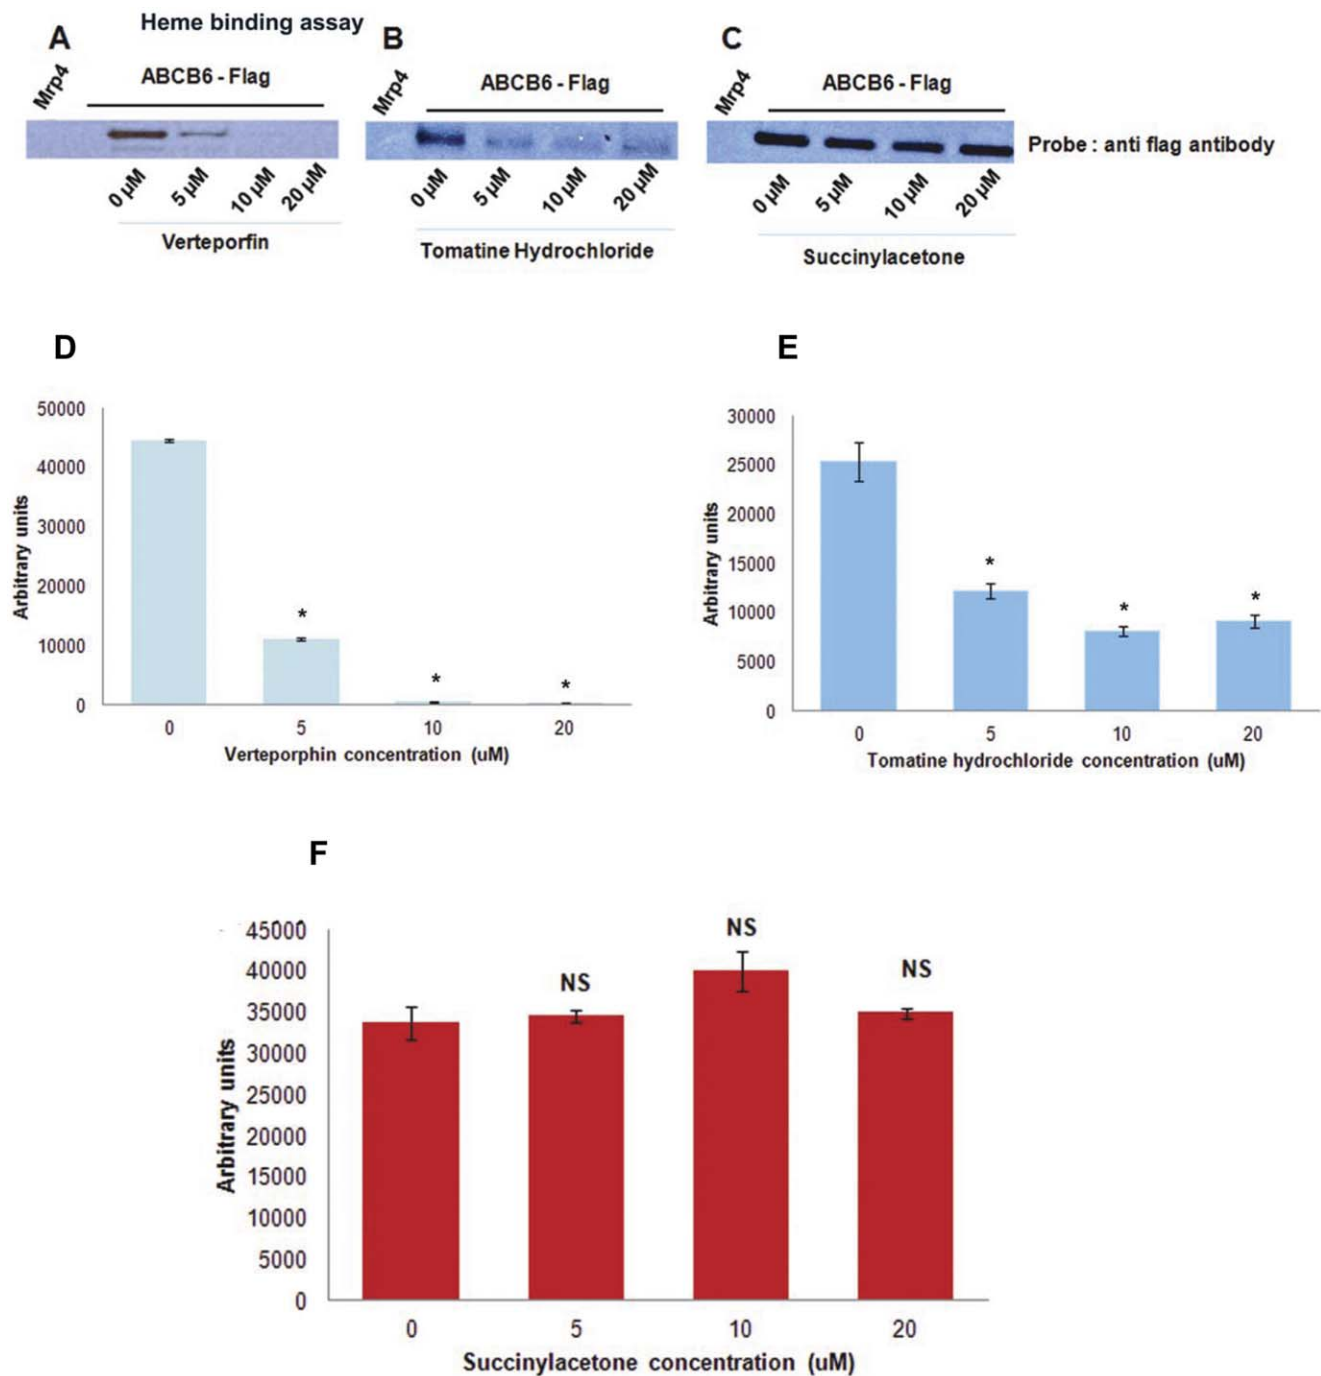 Heme binding assay
A
B
C
Mrp4
ABCB6 - Flag
Mrp4
ABCB6 - Flag
Mrp4
ABCB6 - Flag
Probe : anti flag antibody
0 µM 5 µM 10 µM 20 µM
0 µM 5 µM 10 µM 20 µM
0 µM 5 µM 10 µM 20 µM
Verteporfin
Tomatine Hydrochloride
Succinylacetone
D
50000
40000
30000
20000
10000
0
Arbitrary units
*
*
*
0 5 10 20
Verteporphin concentration (uM)
E
30000
25000
20000
15000
10000
5000
0
Arbitrary units
*
*
*
0 5 10 20
Tomatine hydrochloride concentration (uM)
F
45000
40000
35000
30000
25000
20000
15000
10000
5000
0
Arbitrary units
NS
NS
NS
0 5 10 20
Succinylacetone concentration (uM)